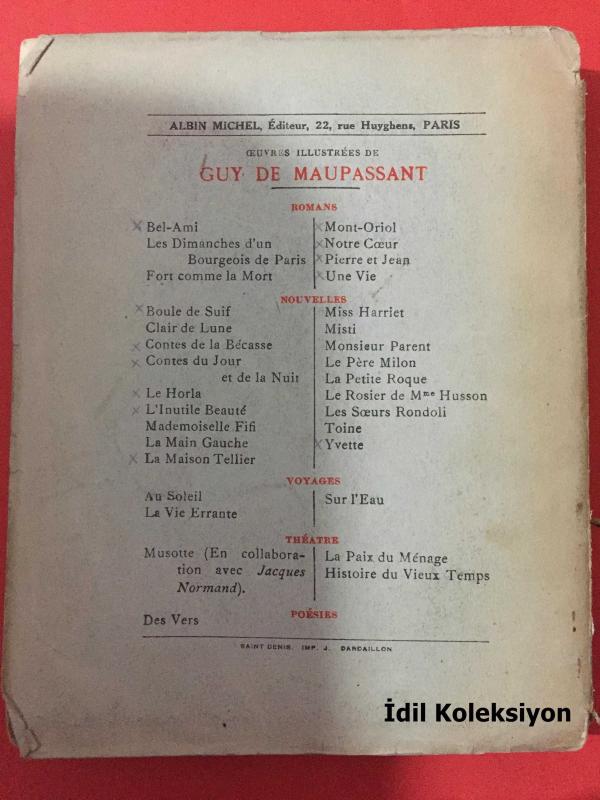 ALBIN MICHEL, Éditeur, 22, rue Huyghens, PARIS
ŒUVRES ILLUSTRÉES DE
GUY DE MAUPASSANT
ROMANS
Bel-Ami
Les Dimanches d'un
Bourgeois de Paris
Fort comme la Mort
Mont-Oriol
Notre Cœur
Pierre et Jean
Une Vie
NOUVELLES
Boule de Suif
Clair de Lune
Contes de la Bécasse
Contes du Jour
et de la Nuit
Le Horla
L'Inutile Beauté
Mademoiselle Fifi
La Main Gauche
La Maison Tellier
Miss Harriet
Misti
Monsieur Parent
Le Père Milon
La Petite Roque
Le Rosier de Mme Husson
Les Sœurs Rondoli
Toine
Yvette
VOYAGES
Au Soleil
La Vie Errante
Sur l'Eau
THÉATRE
Musotte (En collabora-
tion avec Jacques
Normand).
La Paix du Ménage
Histoire du Vieux Temps
POÉSIES
Des Vers
SAINT DENIS. IMP. J. DARDAILLON
İdil Koleksiyon